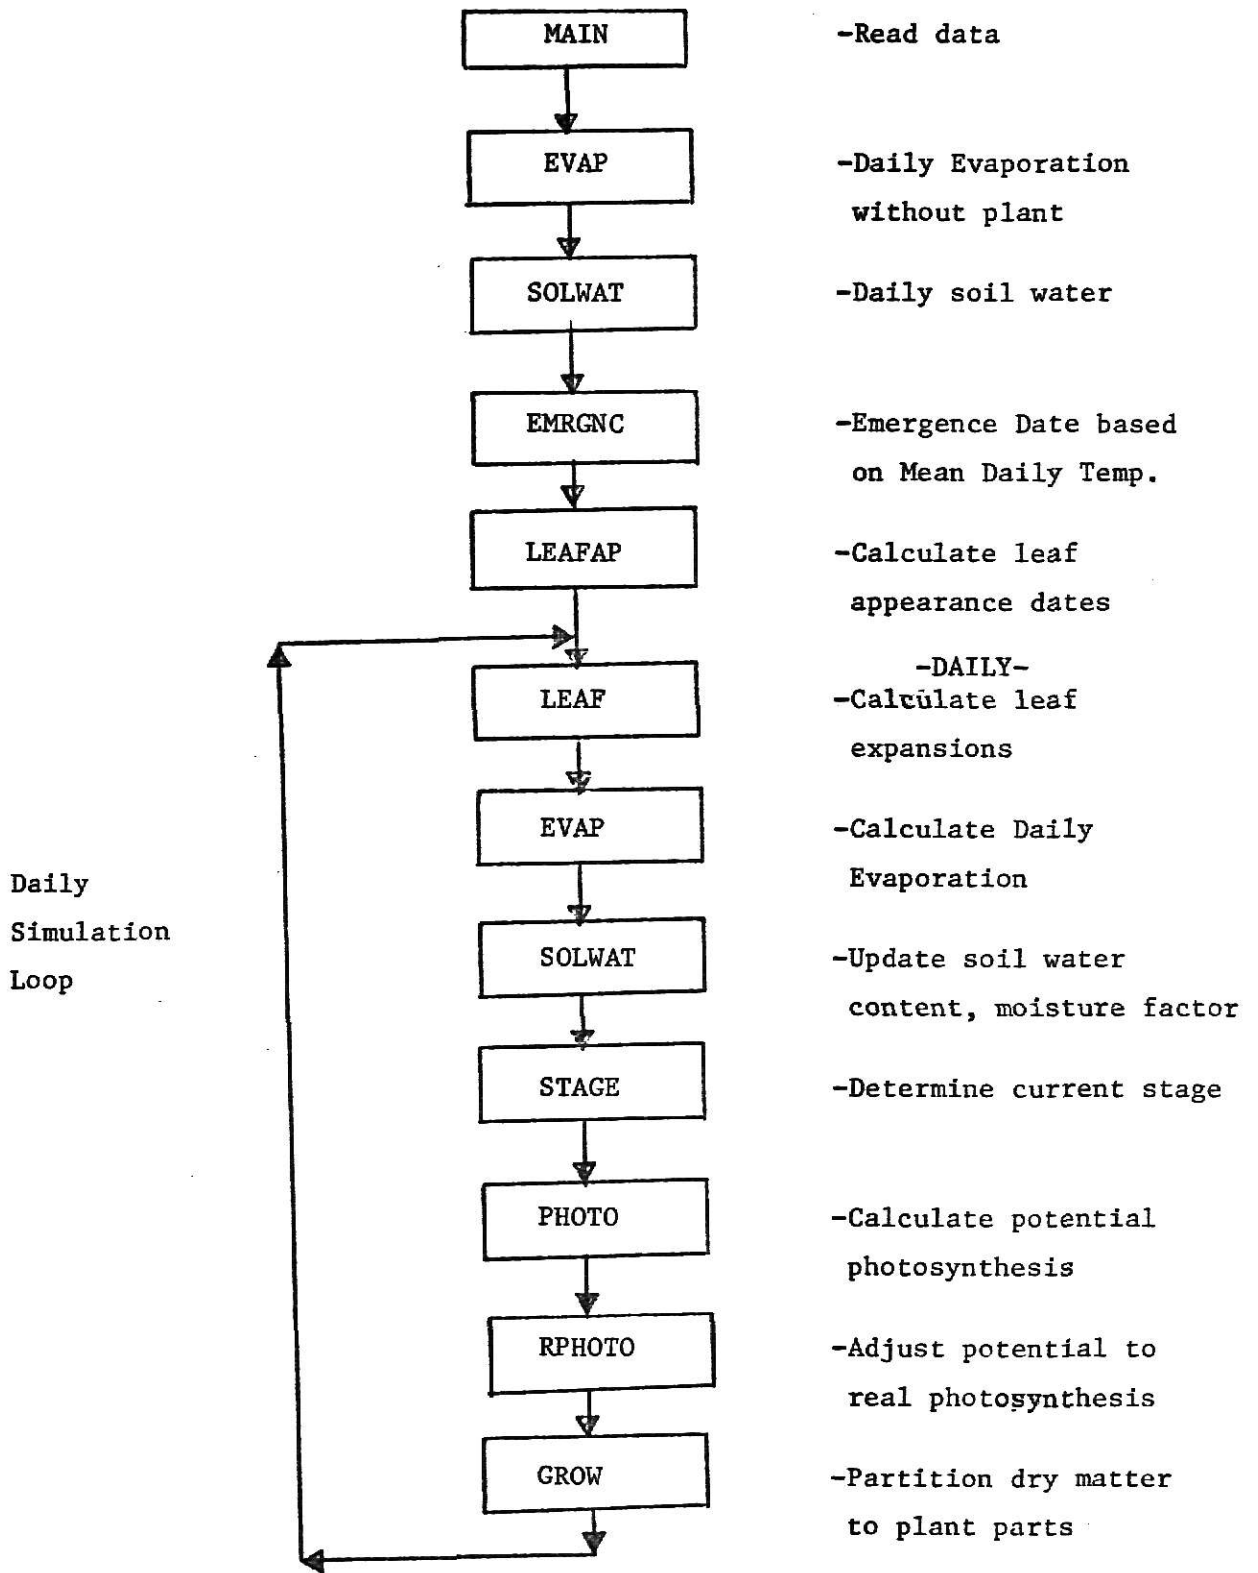 MAIN
-Read data
EVAP
-Daily Evaporation
without plant
SOLWAT
-Daily soil water
EMRGNC
-Emergence Date based
on Mean Daily Temp.
LEAFAP
-Calculate leaf
appearance dates
-DAILY-
LEAF
-Calculate leaf
expansions
EVAP
-Calculate Daily
Evaporation
Daily
Simulation
Loop
SOLWAT
-Update soil water
content, moisture factor
STAGE
-Determine current stage
PHOTO
-Calculate potential
photosynthesis
RPHOTO
-Adjust potential to
real photosynthesis
GROW
-Partition dry matter
to plant parts